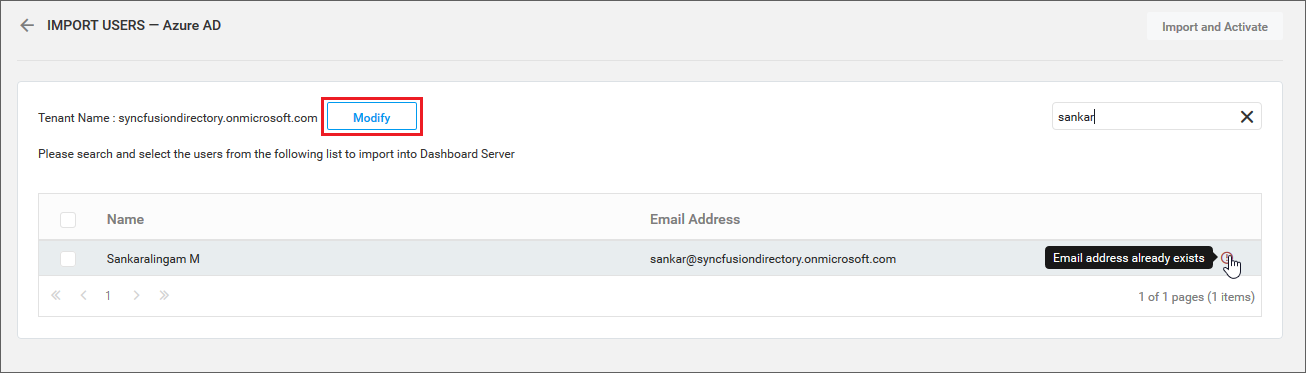 IMPORT USERS — Azure AD
Import and Activate
Tenant Name : syncfusiondirectory.onmicrosoft.com
Modify
sankar
Please search and select the users from the following list to import into Dashboard Server
Name
Email Address
Sankaralingam M
sankar@syncfusiondirectory.onmicrosoft.com
Email address already exists
1
1 of 1 pages (1 items)